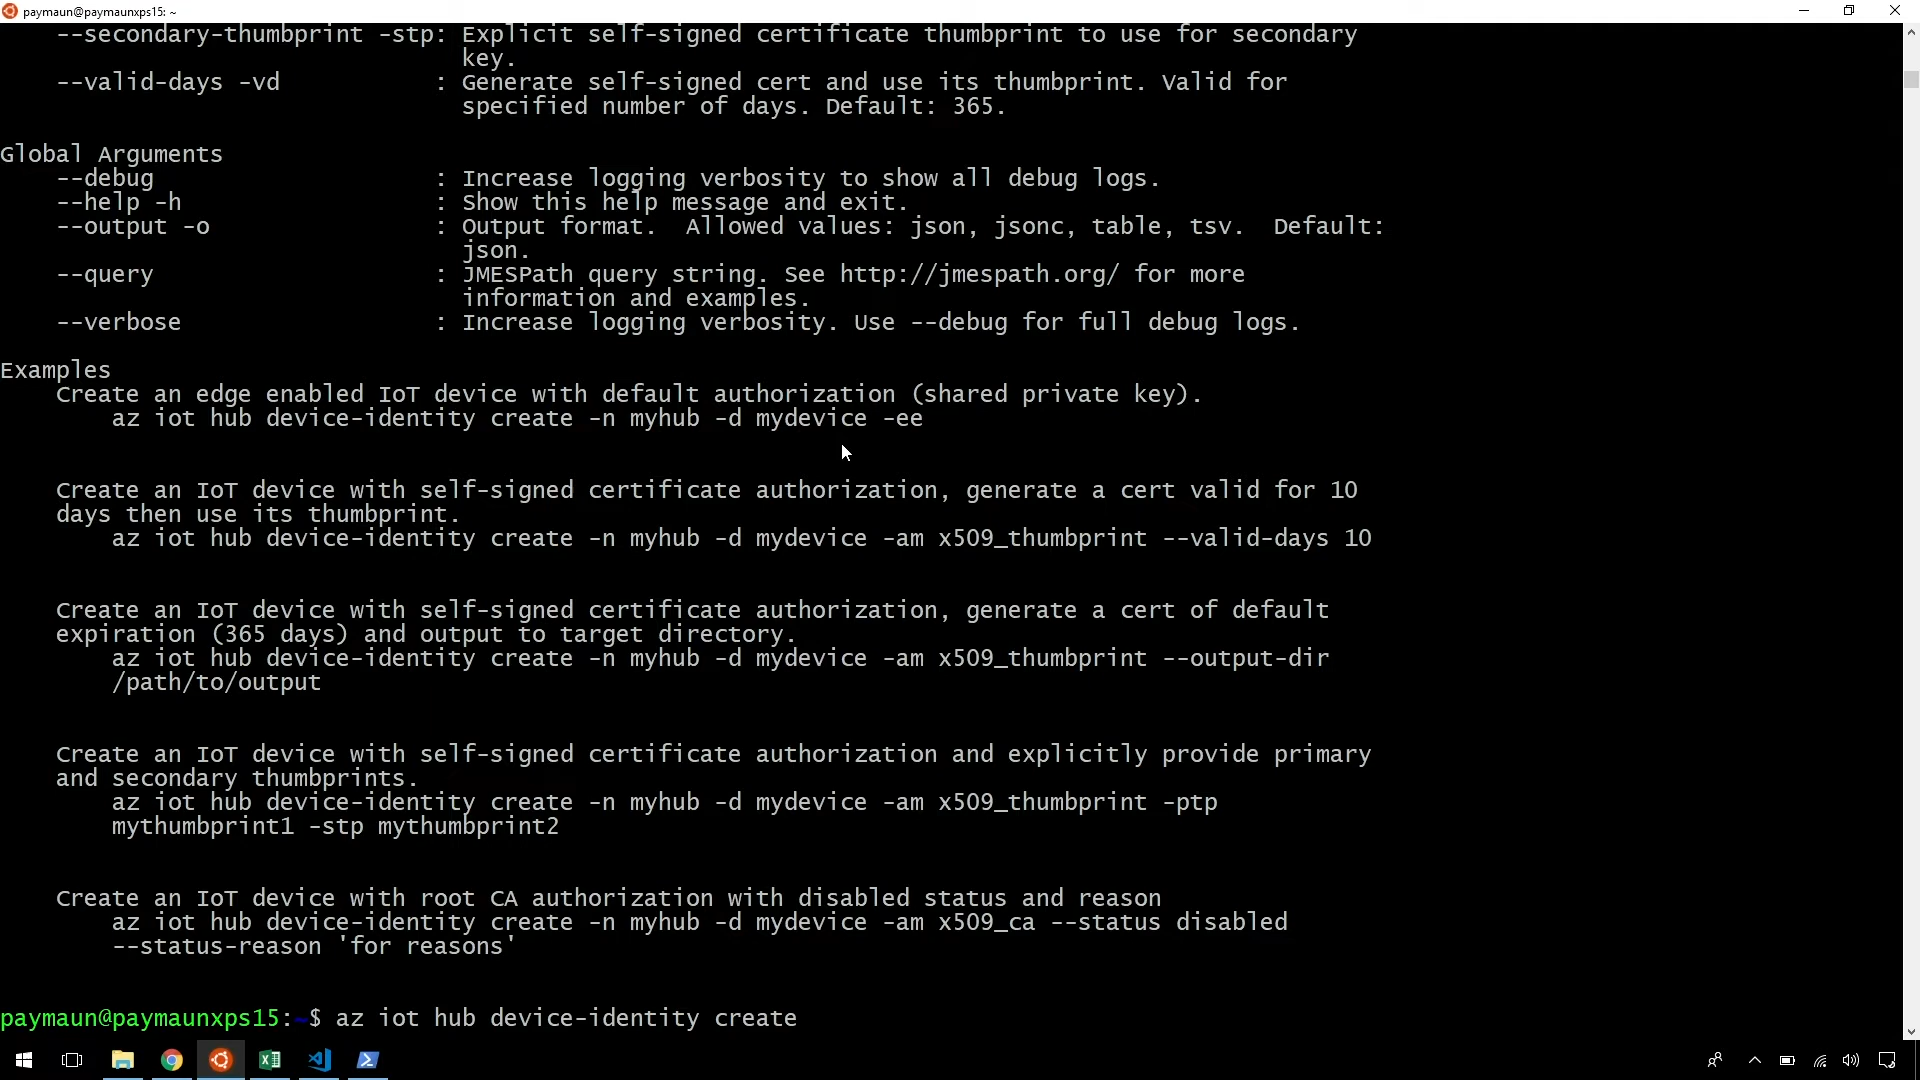 paymaun@paymaunxps15: ~
--secondary-thumbprint -stp: Explicit self-signed certificate thumbprint to use for secondary
key.
--valid-days -vd : Generate self-signed cert and use its thumbprint. Valid for
specified number of days. Default: 365.
Global Arguments
--debug : Increase logging verbosity to show all debug logs.
--help -h : Show this help message and exit.
--output -o : Output format.  Allowed values: json, jsonc, table, tsv.  Default:
json.
--query : JMESPath query string. See http://jmespath.org/ for more
information and examples.
--verbose : Increase logging verbosity. Use --debug for full debug logs.
Examples
Create an edge enabled IoT device with default authorization (shared private key).
az iot hub device-identity create -n myhub -d mydevice -ee
Create an IoT device with self-signed certificate authorization, generate a cert valid for 10
days then use its thumbprint.
az iot hub device-identity create -n myhub -d mydevice -am x509_thumbprint --valid-days 10
Create an IoT device with self-signed certificate authorization, generate a cert of default
expiration (365 days) and output to target directory.
az iot hub device-identity create -n myhub -d mydevice -am x509_thumbprint --output-dir
/path/to/output
Create an IoT device with self-signed certificate authorization and explicitly provide primary
and secondary thumbprints.
az iot hub device-identity create -n myhub -d mydevice -am x509_thumbprint -ptp
mythumbprint1 -stp mythumbprint2
Create an IoT device with root CA authorization with disabled status and reason
az iot hub device-identity create -n myhub -d mydevice -am x509_ca --status disabled
--status-reason 'for reasons'
paymaun@paymaunxps15:~$ az iot hub device-identity create